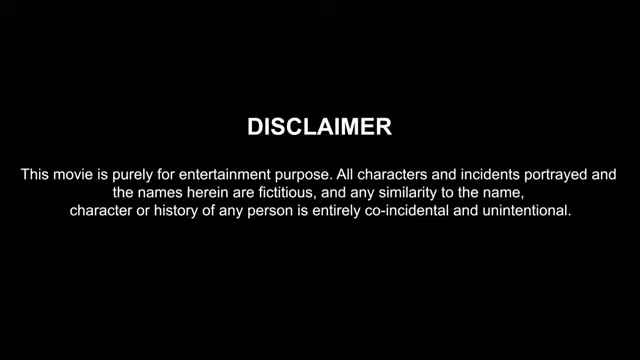 DISCLAIMER
This movie is purely for entertainment purpose. All characters and incidents portrayed and
the names herein are fictitious, and any similarity to the name,
character or history of any person is entirely co-incidental and unintentional.